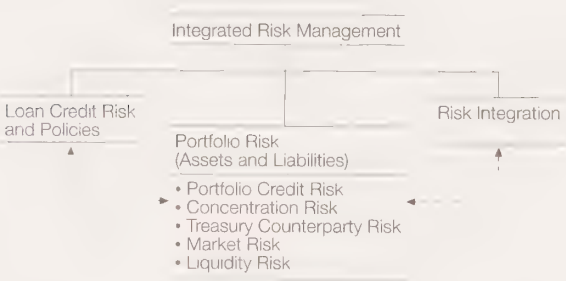 Integrated Risk Management
Loan Credit Risk
and Policies
Portfolio Risk
(Assets and Liabilities)
• Portfolio Credit Risk
• Concentration Risk
• Treasury Counterparty Risk
• Market Risk
• Liquidity Risk
Risk Integration